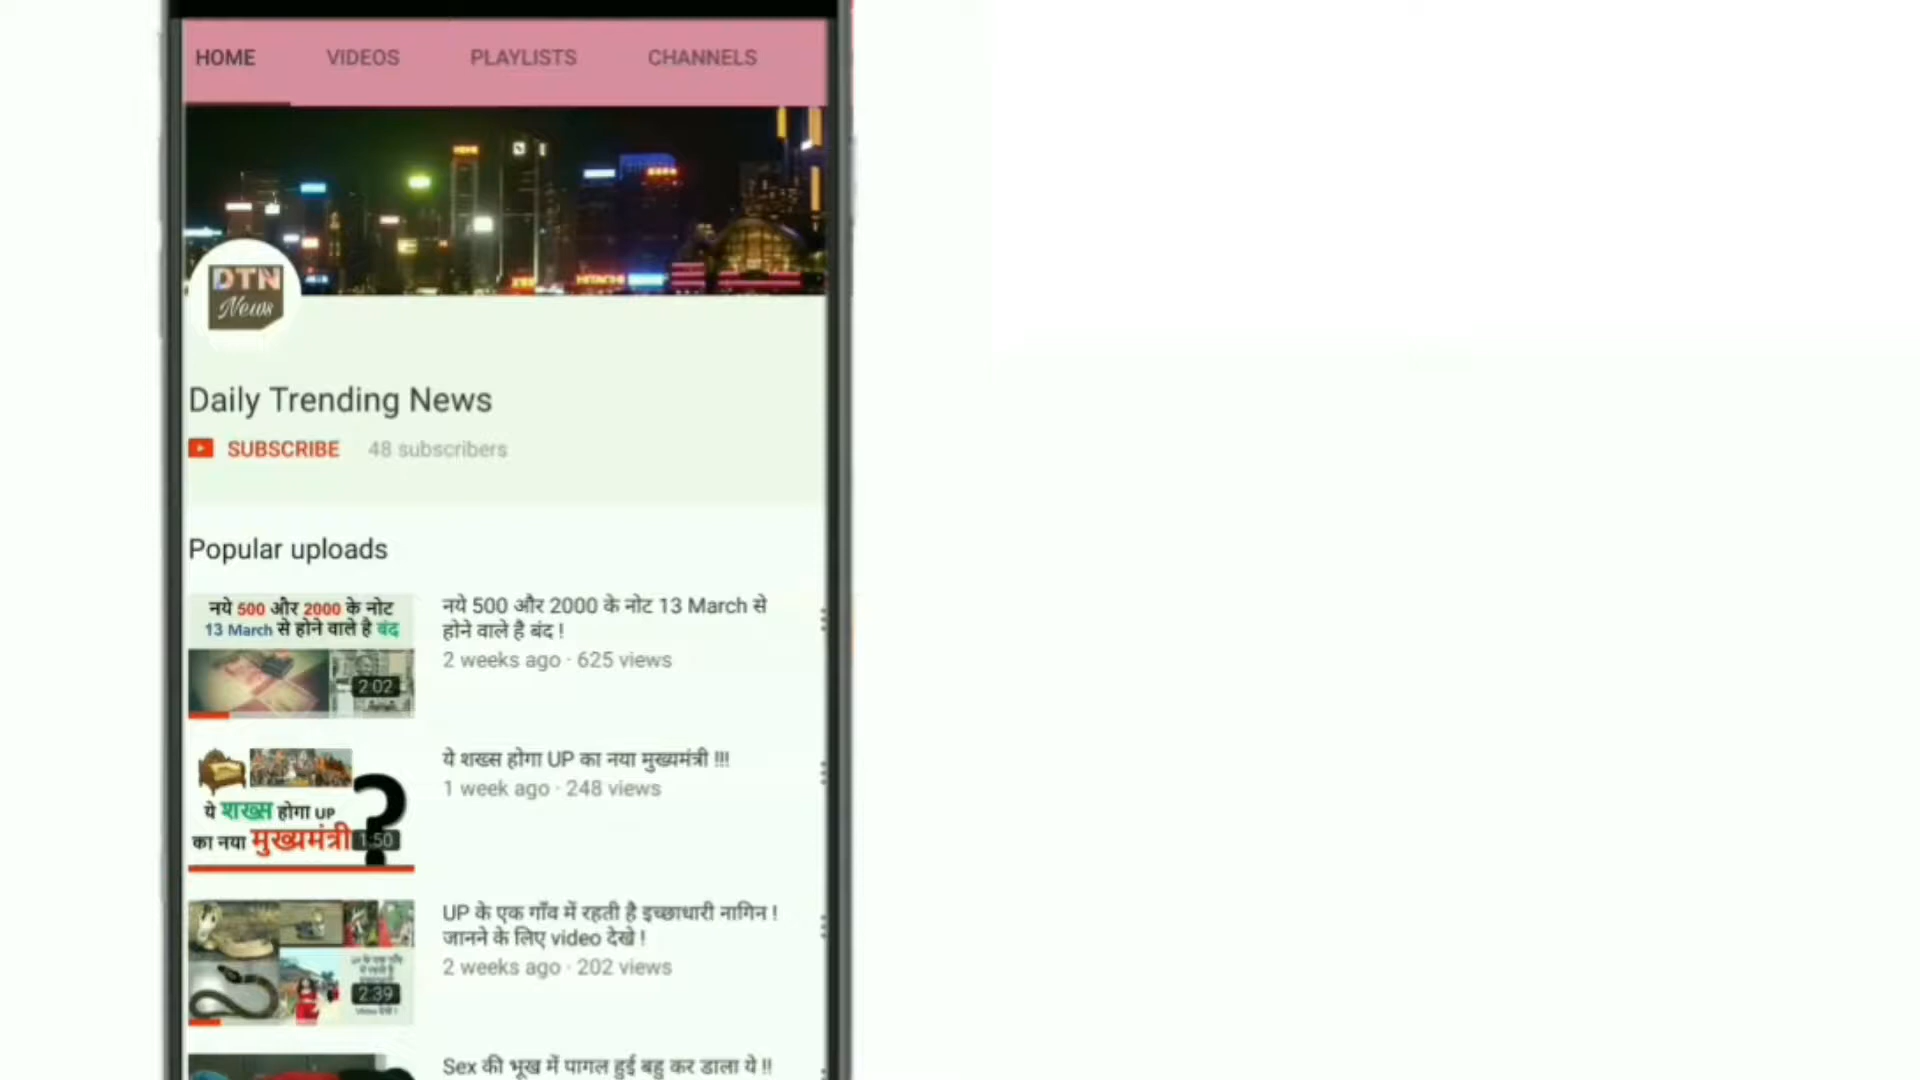 HOME VIDEOS PLAYLISTS CHANNELS
HITACHI
DTN
News
Daily Trending News
SUBSCRIBE 48 subscribers
Popular uploads
नये 500 और 2000 के नोट
13 March से होने वाले है बंद
2:02
नये 500 और 2000 के नोट 13 March से
होने वाले है बंद !
2 weeks ago · 625 views
ये शख्स होगा UP
का नया मुख्यमंत्री ?
1:50
ये शख्स होगा UP का नया मुख्यमंत्री !!!
1 week ago · 248 views
2:39
UP के एक गाँव में रहती है इच्छाधारी नागिन !
जानने के लिए video देखे !
2 weeks ago · 202 views
Sex की भूख में पागल हुई बहु कर डाला ये !!